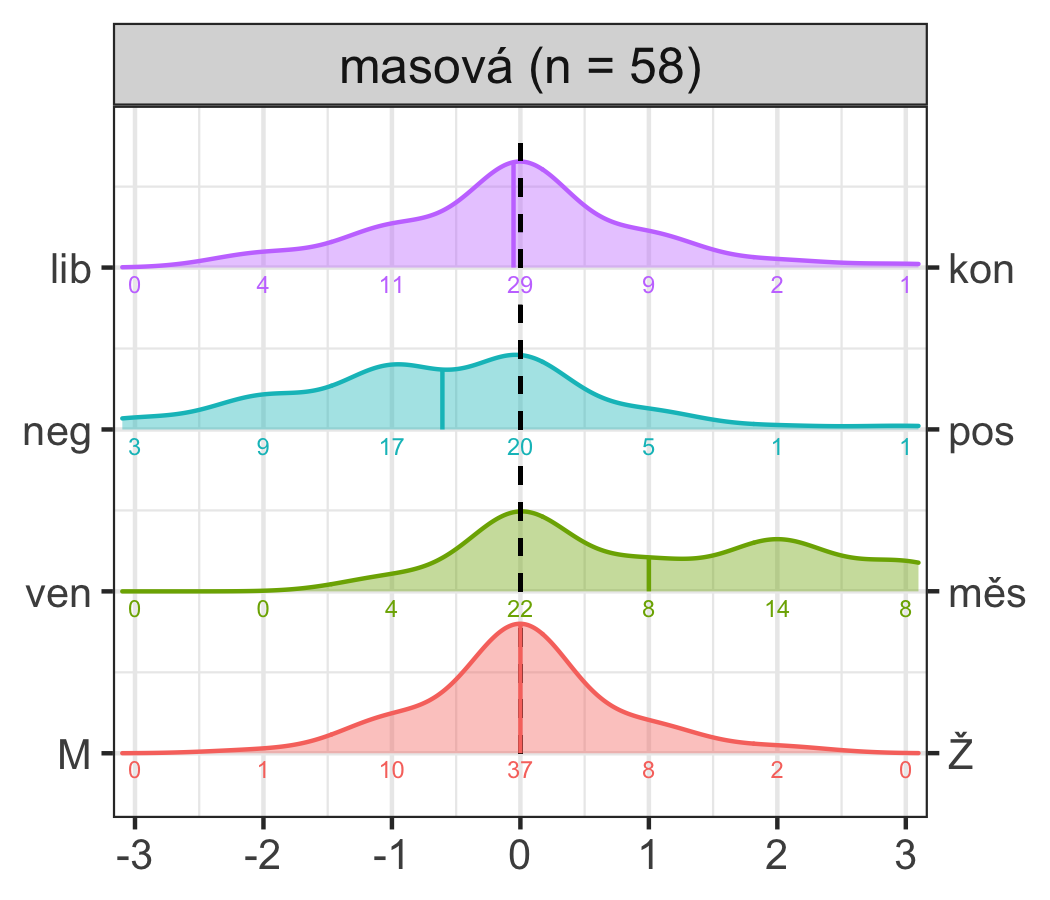 masová (n = 58)
lib kon
0 4 11 29 9 2 1
neg pos
3 9 17 20 5 1 1
ven měs
0 0 4 22 8 14 8
M Ž
0 1 10 37 8 2 0
-3 -2 -1 0 1 2 3